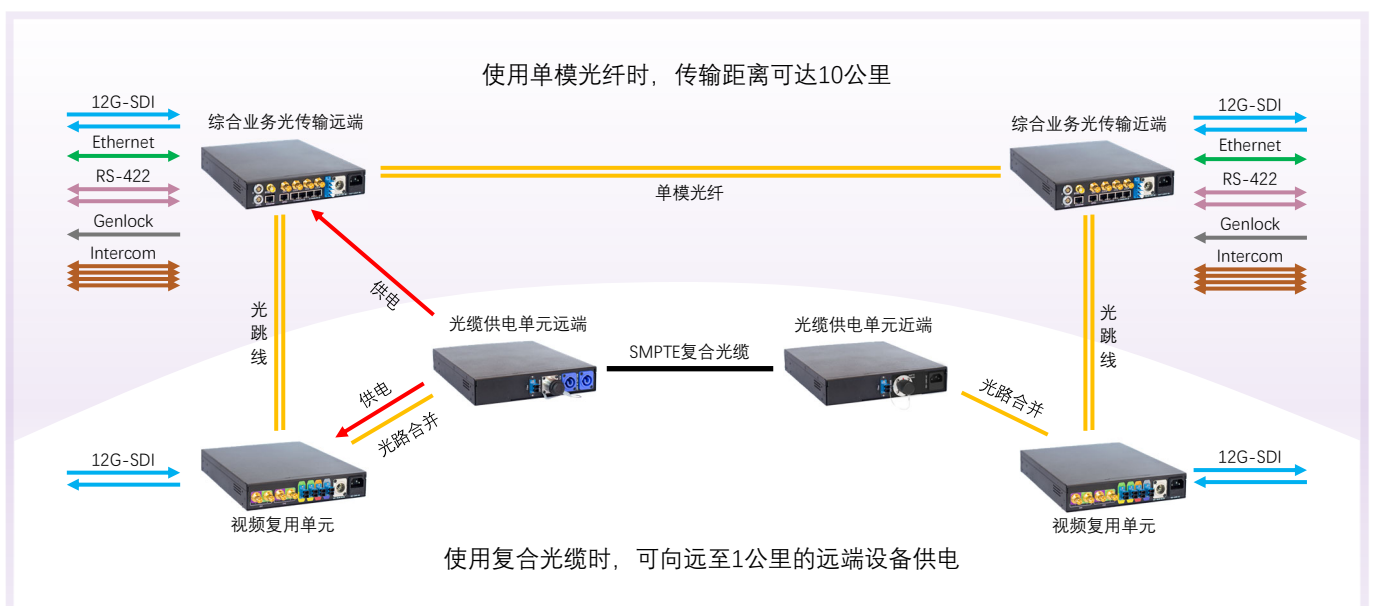 使用单模光纤时，传输距离可达10公里
12G-SDI
Ethernet
RS-422
Genlock
Intercom
综合业务光传输远端
单模光纤
综合业务光传输近端
12G-SDI
Ethernet
RS-422
Genlock
Intercom
光跳线
供电
光缆供电单元远端
SMPTE复合光缆
光缆供电单元近端
光跳线
供电
光路合并
光路合并
12G-SDI
视频复用单元
12G-SDI
视频复用单元
使用复合光缆时，可向远至1公里的远端设备供电